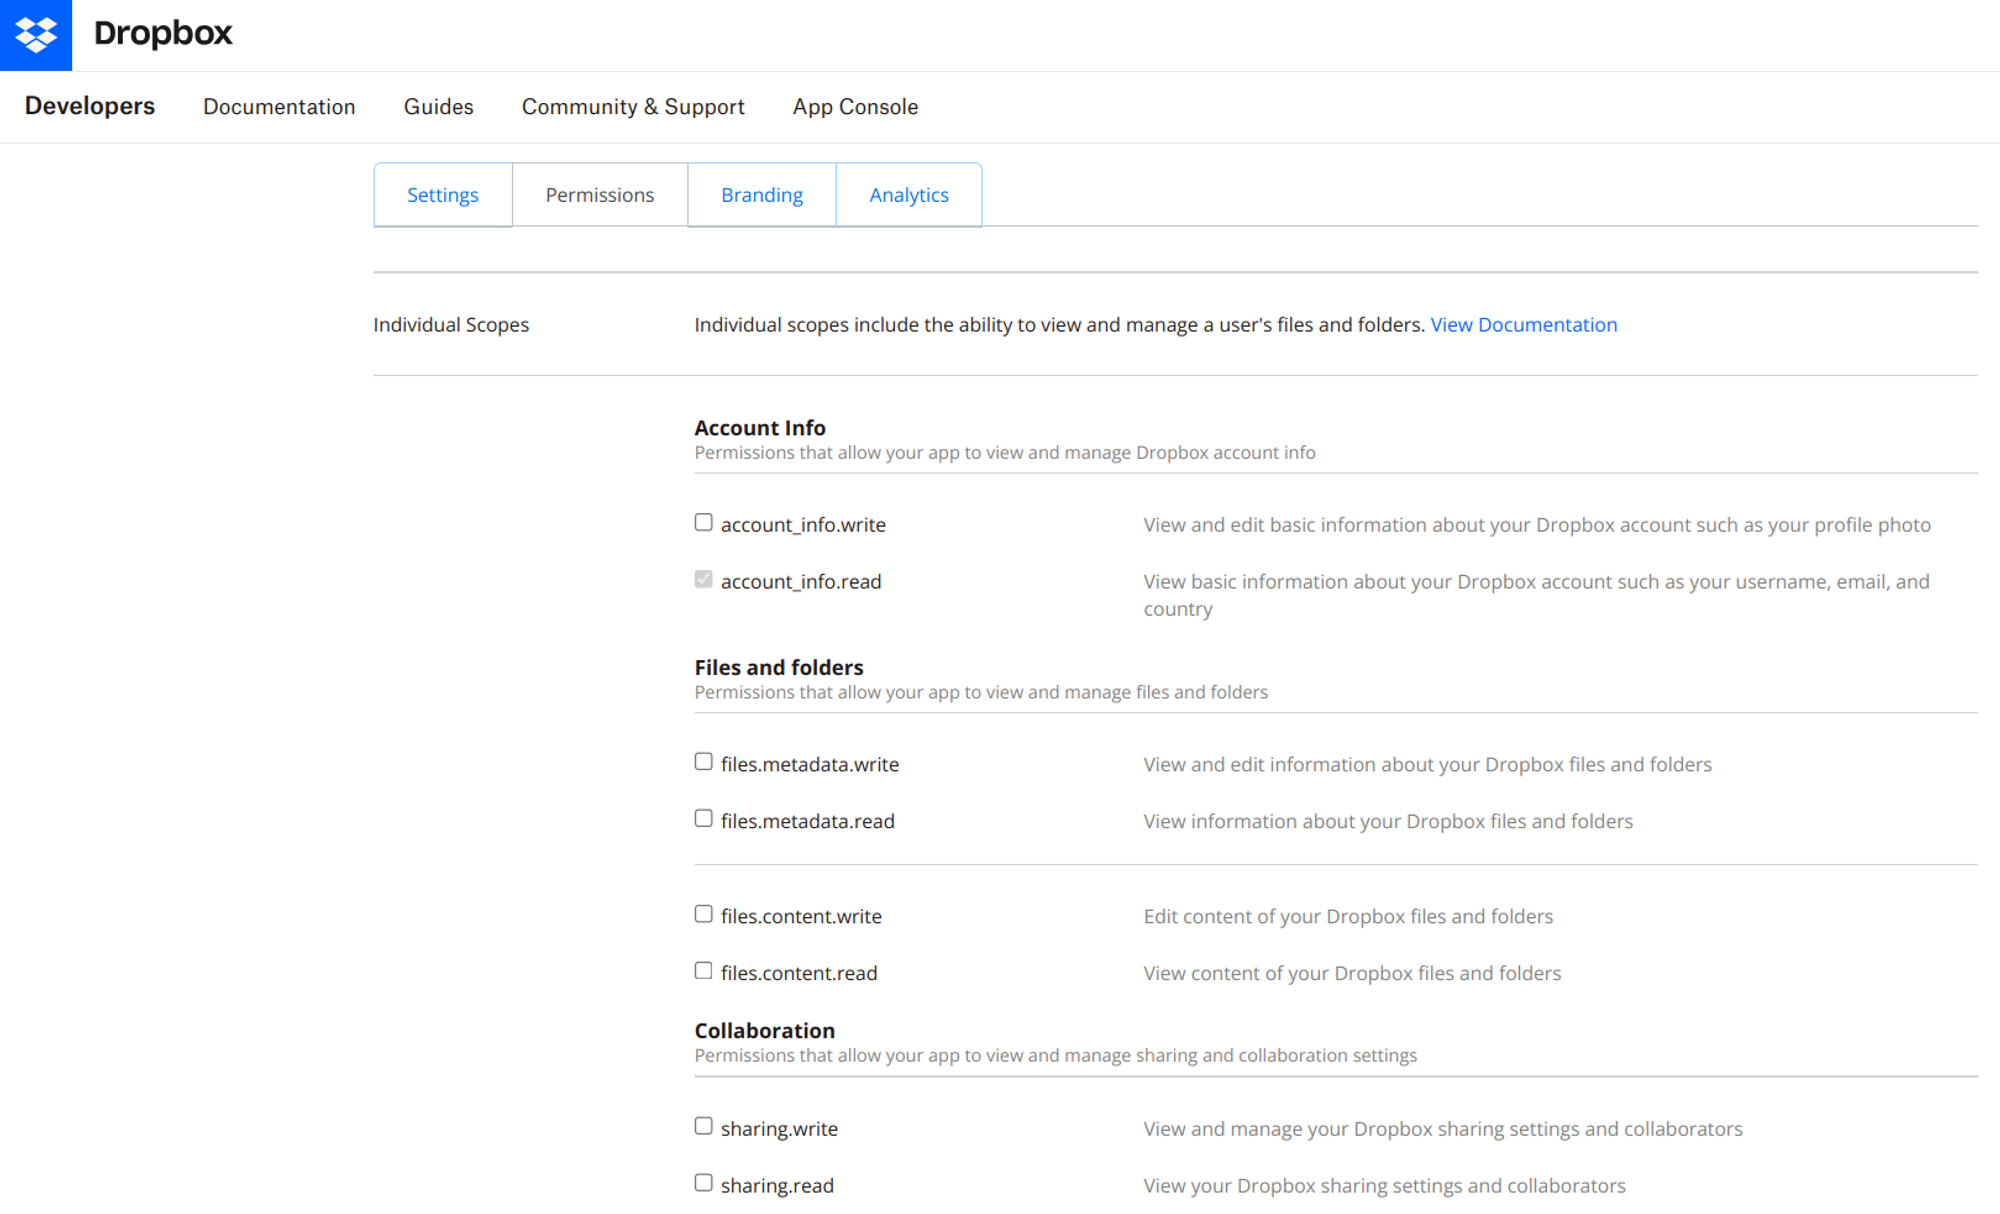 Dropbox
Developers Documentation Guides Community & Support App Console
Settings Permissions Branding Analytics
Individual Scopes Individual scopes include the ability to view and manage a user's files and folders. View Documentation
Account Info
Permissions that allow your app to view and manage Dropbox account info
account_info.write View and edit basic information about your Dropbox account such as your profile photo
account_info.read View basic information about your Dropbox account such as your username, email, and
country
Files and folders
Permissions that allow your app to view and manage files and folders
files.metadata.write View and edit information about your Dropbox files and folders
files.metadata.read View information about your Dropbox files and folders
files.content.write Edit content of your Dropbox files and folders
files.content.read View content of your Dropbox files and folders
Collaboration
Permissions that allow your app to view and manage sharing and collaboration settings
sharing.write View and manage your Dropbox sharing settings and collaborators
sharing.read View your Dropbox sharing settings and collaborators